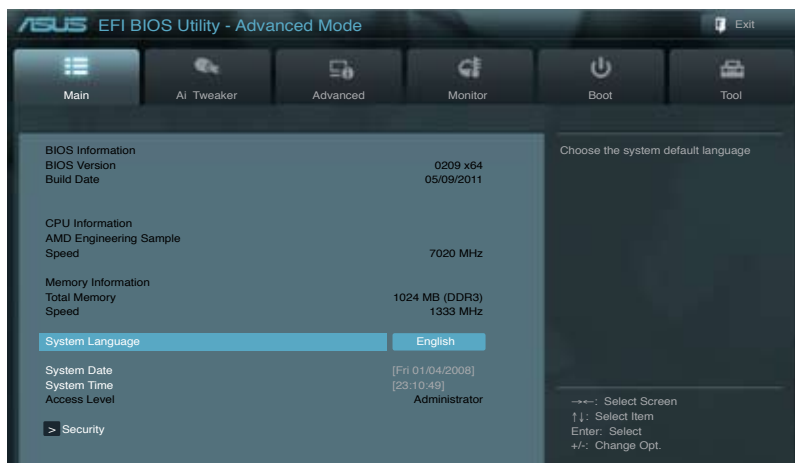 ASUS EFI BIOS Utility - Advanced Mode
Exit
Main
Ai Tweaker
Advanced
Monitor
Boot
Tool
BIOS Information
BIOS Version 0209 x64
Build Date 05/09/2011
CPU Information
AMD Engineering Sample
Speed 7020 MHz
Memory Information
Total Memory 1024 MB (DDR3)
Speed 1333 MHz
System Language English
System Date [Fri 01/04/2008]
System Time [23:10:49]
Access Level Administrator
> Security
Choose the system default language
→←: Select Screen
↑↓: Select Item
Enter: Select
+/-: Change Opt.